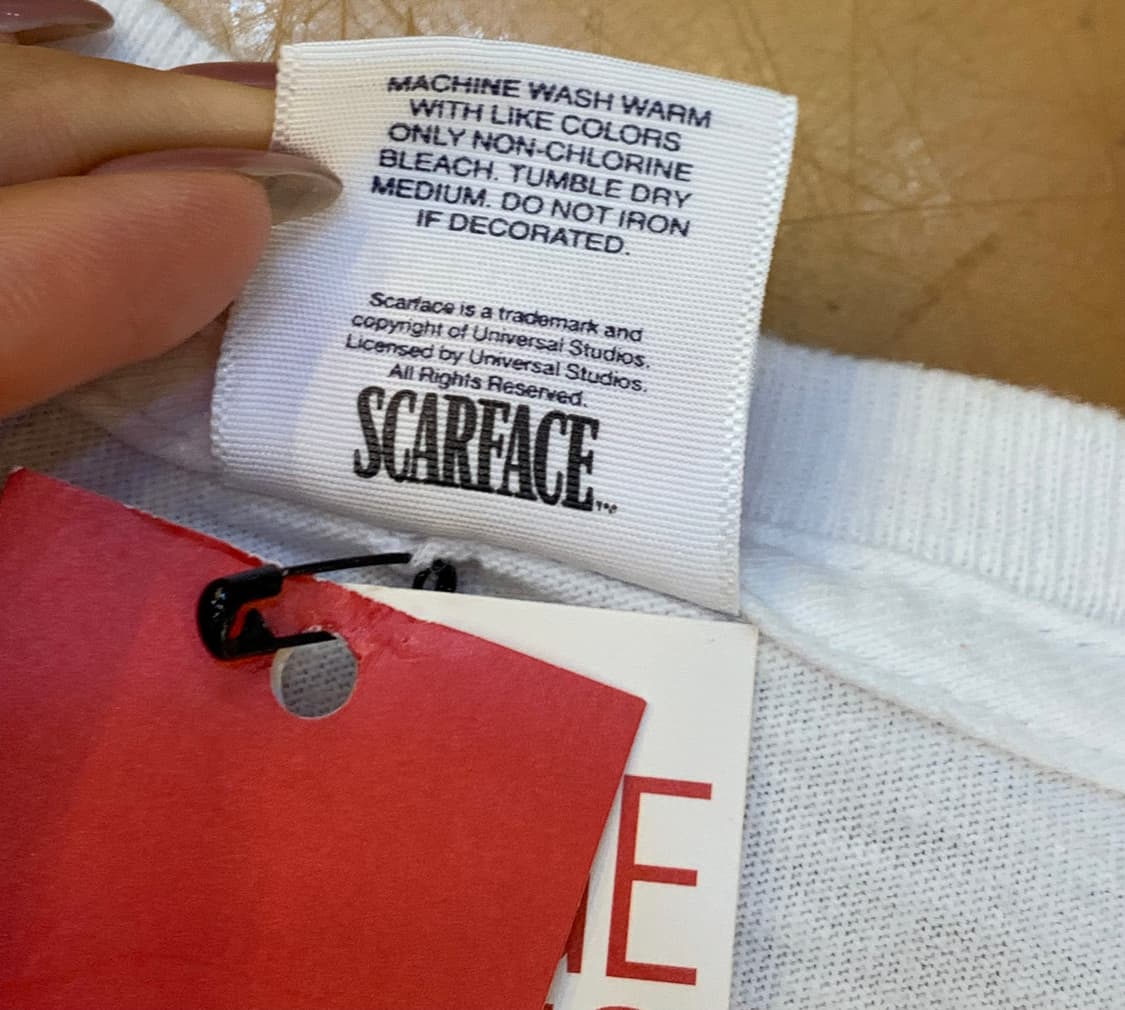 MACHINE WASH WARM
WITH LIKE COLORS
ONLY NON-CHLORINE
BLEACH. TUMBLE DRY
MEDIUM. DO NOT IRON
IF DECORATED.
Scarface is a trademark and
copyright of Universal Studios.
Licensed by Universal Studios.
All Rights Reserved.
SCARFACE™
E